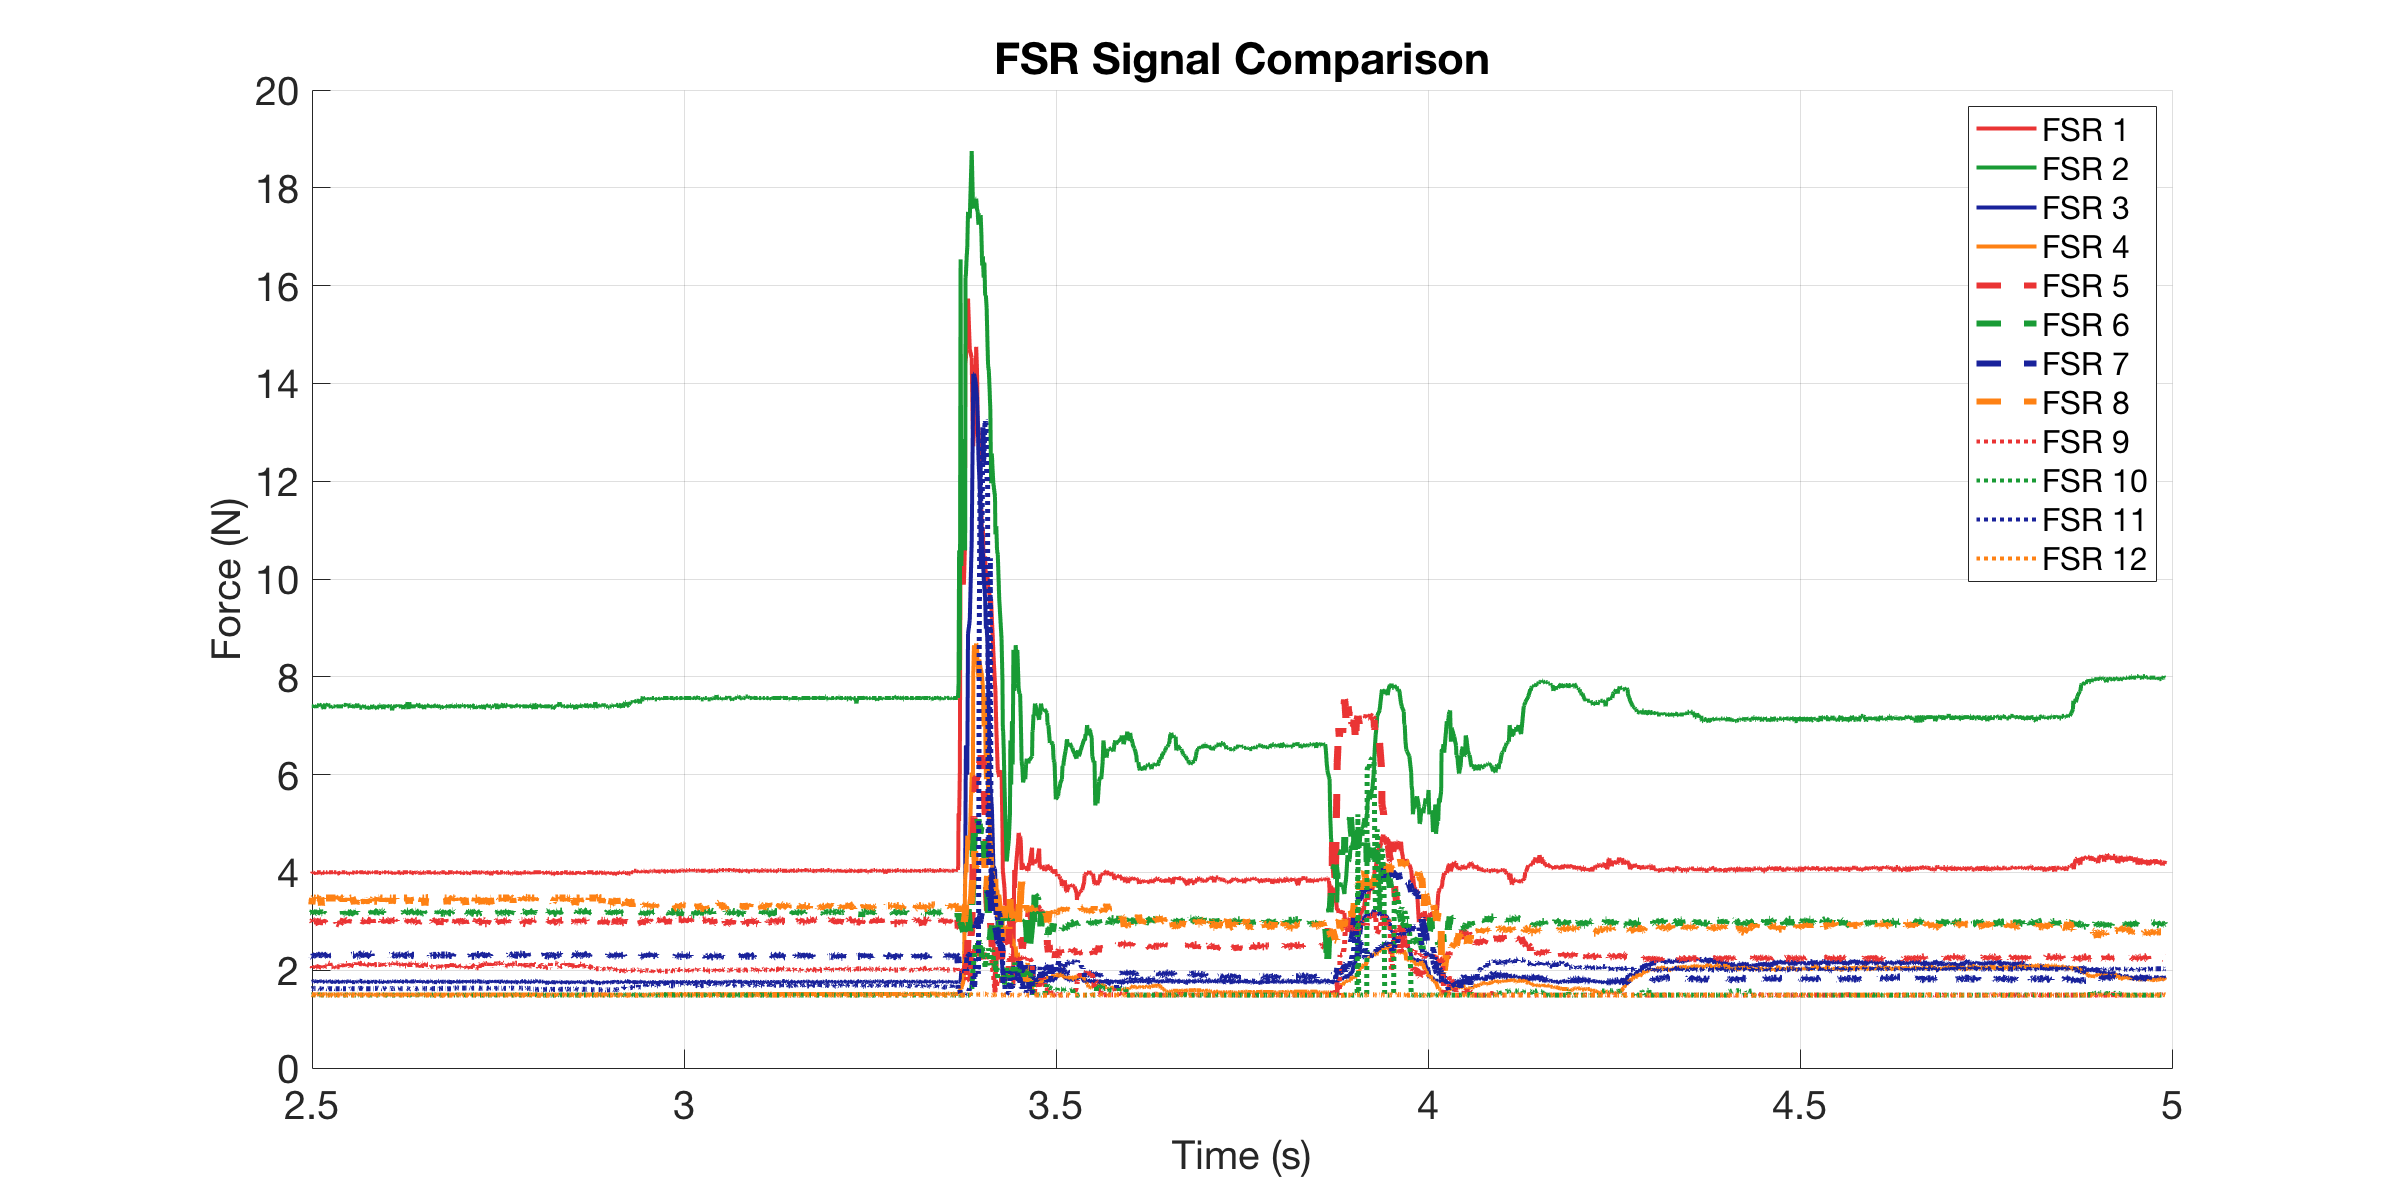 FSR Signal Comparison
20
18
16
14
12
10
8
6
4
2
0
Force (N)
FSR 1
FSR 2
FSR 3
FSR 4
FSR 5
FSR 6
FSR 7
FSR 8
FSR 9
FSR 10
FSR 11
FSR 12
2.5 3 3.5 4 4.5 5
Time (s)